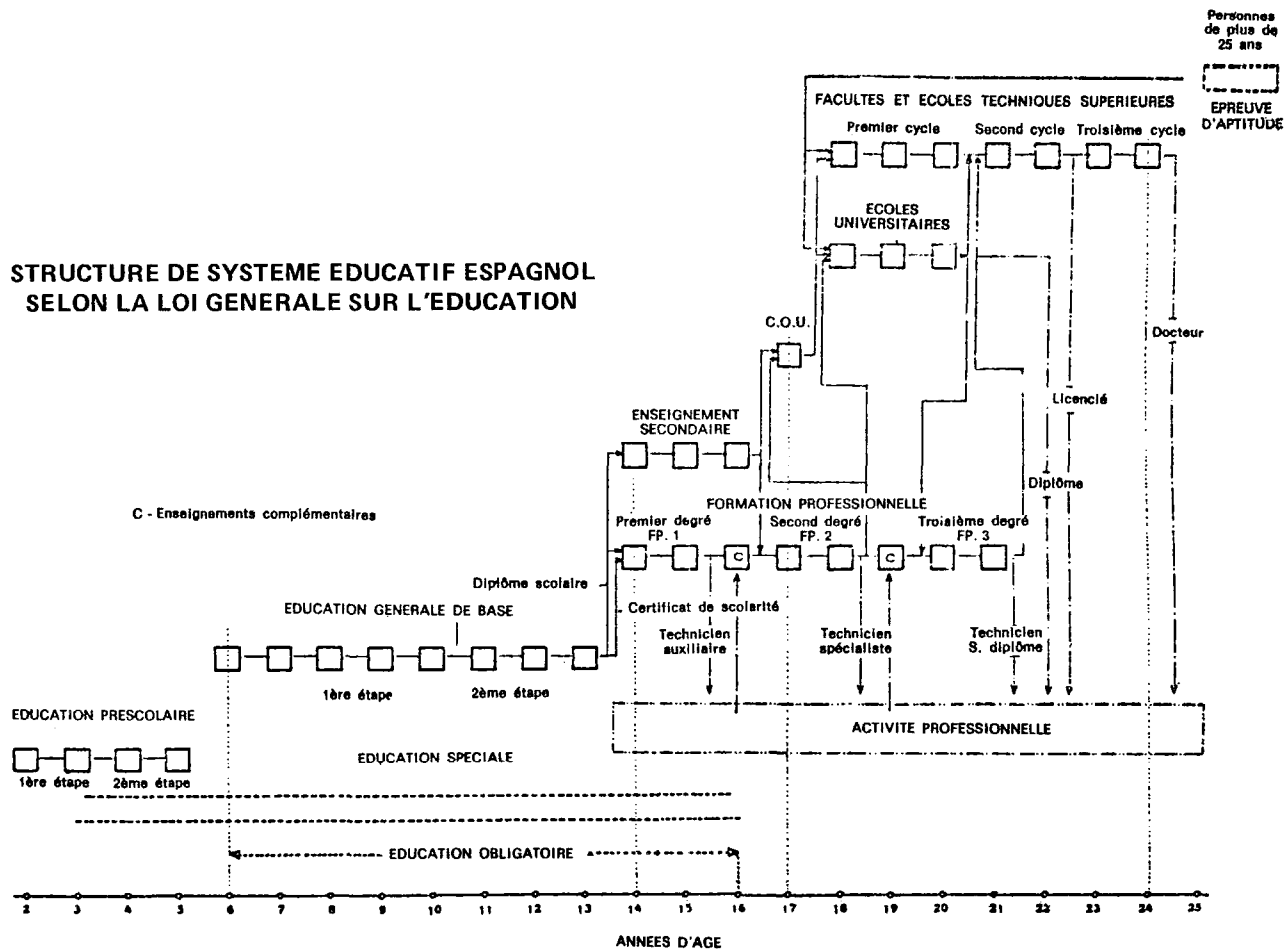 Personnes
de plus de
25 ans
EPREUVE
D'APTITUDE
FACULTES ET ECOLES TECHNIQUES SUPERIEURES
Premier cycle
Second cycle
Troisième cycle
ECOLES
UNIVERSITAIRES
STRUCTURE DE SYSTEME EDUCATIF ESPAGNOL
SELON LA LOI GENERALE SUR L'EDUCATION
C.O.U.
Docteur
Licencié
Diplôme
ENSEIGNEMENT
SECONDAIRE
C - Enseignements complémentaires
FORMATION PROFESSIONNELLE
Premier degré
FP. 1
Second degré
FP. 2
Troisième degré
FP. 3
C
C
Diplôme scolaire
Certificat de scolarité
EDUCATION GENERALE DE BASE
Technicien
auxiliaire
Technicien
spécialiste
Technicien
S. diplôme
1ère étape
2ème étape
EDUCATION PRESCOLAIRE
ACTIVITE PROFESSIONNELLE
1ère étape
2ème étape
EDUCATION SPECIALE
EDUCATION OBLIGATOIRE
2 3 4 5 6 7 8 9 10 11 12 13 14 15 16 17 18 19 20 21 22 23 24 25
ANNEES D'AGE